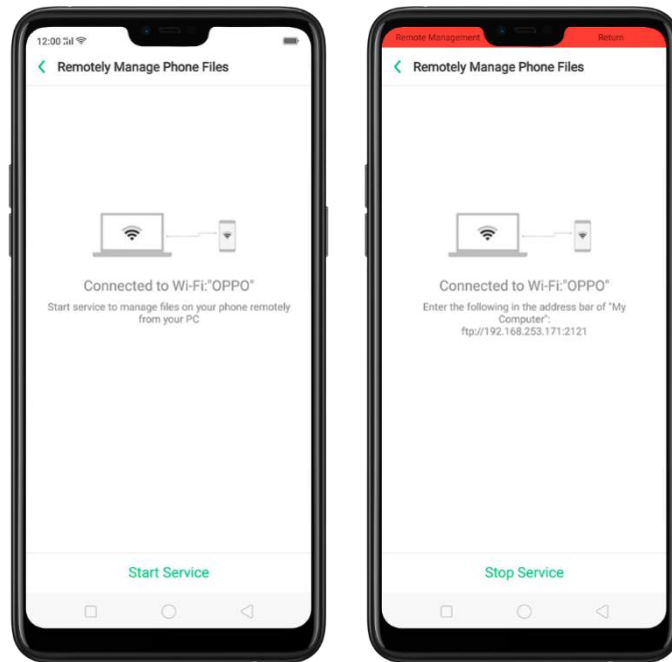 12:00
Remotely Manage Phone Files
Connected to Wi-Fi:"OPPO"
Start service to manage files on your phone remotely
from your PC
Start Service
Remote Management
Return
Remotely Manage Phone Files
Connected to Wi-Fi:"OPPO"
Enter the following in the address bar of "My
Computer":
ftp://192.168.253.171:2121
Stop Service